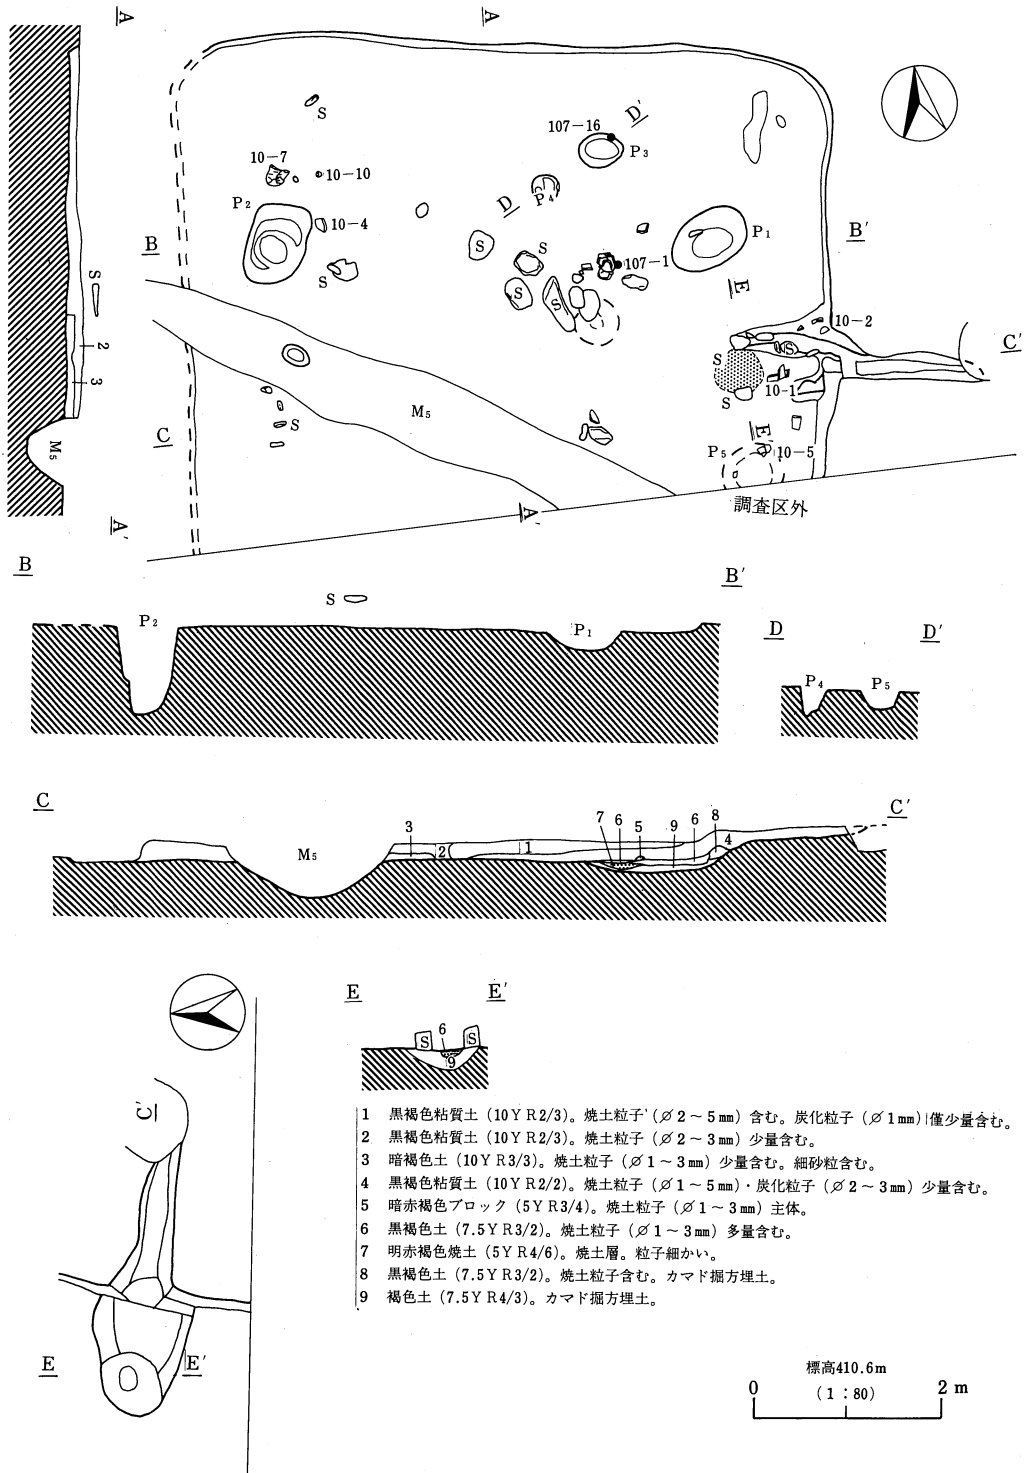 A
A
D′
107−16
P3
S
10−7
10−10
P4
D
P2
10−4
P1
B
B′
S
S
S
107−1
S
S
S
E
2
3
10−2
C′
S
S
10−1
S
M5
M5
C
S
E′
P5
10−5
調査区外
A′
A′
B
B′
S
P2
P1
D
D′
P4
P5
C
C′
3
2
1
7
6
5
9
6
8
4
M5
E
E′
6
S
S
9
C′
E
E′
1 黒褐色粘質土 (10YR2/3)。焼土粒子 (∅2〜5㎜) 含む。炭化粒子 (∅1㎜) 僅少量含む。
2 黒褐色粘質土 (10YR2/3)。焼土粒子 (∅2〜3㎜) 少量含む。
3 暗褐色土 (10YR3/3)。焼土粒子 (∅1〜3㎜) 少量含む。細砂粒含む。
4 黒褐色粘質土 (10YR2/2)。焼土粒子 (∅1〜5㎜)・炭化粒子 (∅2〜3㎜) 少量含む。
5 暗赤褐色ブロック (5YR3/4)。焼土粒子 (∅1〜3㎜) 主体。
6 黒褐色土 (7.5YR3/2)。焼土粒子 (∅1〜3㎜) 多量含む。
7 明赤褐色焼土 (5YR4/6)。焼土層。粒子細かい。
8 黒褐色土 (7.5YR3/2)。焼土粒子含む。カマド掘方埋土。
9 褐色土 (7.5YR4/3)。カマド掘方埋土。
標高410.6m
(1:80)
0 2m